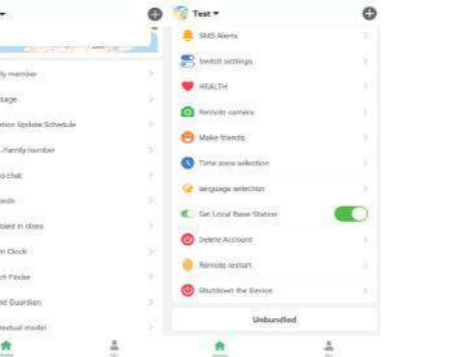 Test
SMS Alerts
Switch settings
HEALTH
Remote camera
Make friends
Time zone selection
language selection
Set Local Base Station
Delete Account
Remote restart
Shutdown the Device
Unbundled
member
Update Schedule
/Family number
chat
in class
Clock
Finder
Guardian
model